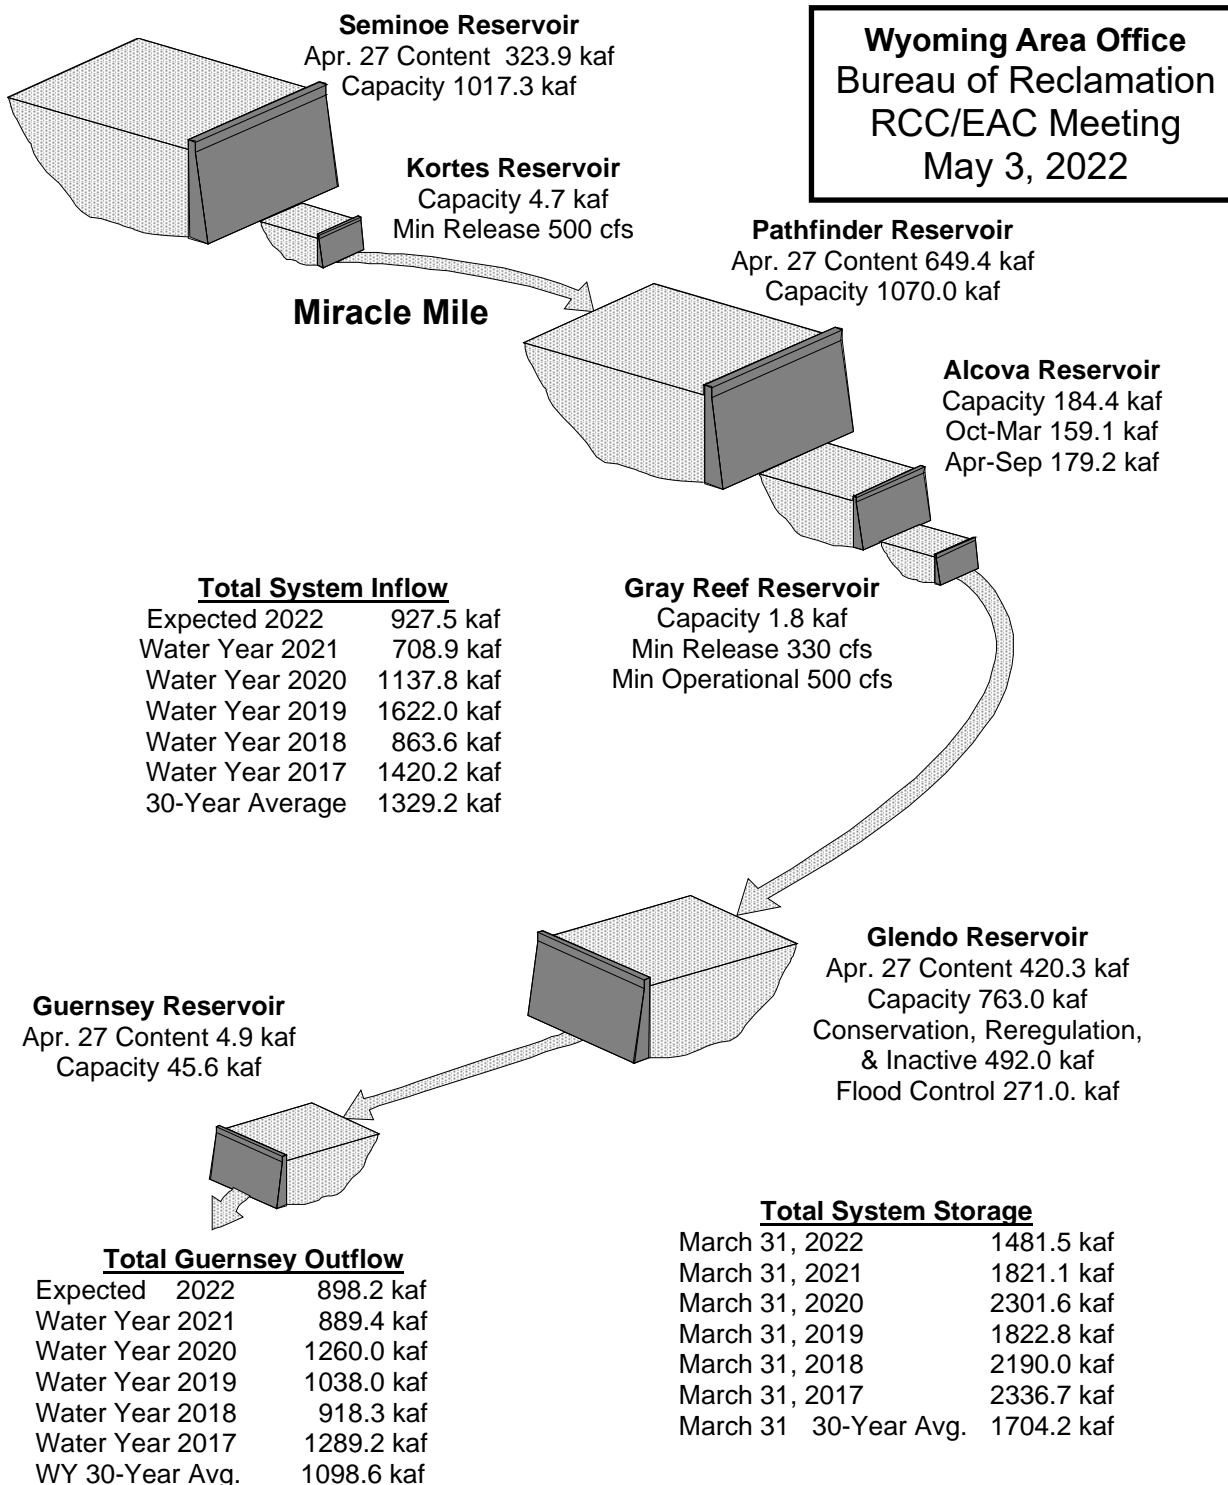 Seminoe Reservoir
Apr. 27 Content 323.9 kaf
Capacity 1017.3 kaf
Wyoming Area Office
Bureau of Reclamation
RCC/EAC Meeting
May 3, 2022
Kortes Reservoir
Capacity 4.7 kaf
Min Release 500 cfs
Miracle Mile
Pathfinder Reservoir
Apr. 27 Content 649.4 kaf
Capacity 1070.0 kaf
Alcova Reservoir
Capacity 184.4 kaf
Oct-Mar 159.1 kaf
Apr-Sep 179.2 kaf
Total System Inflow
Expected 2022 927.5 kaf
Water Year 2021 708.9 kaf
Water Year 2020 1137.8 kaf
Water Year 2019 1622.0 kaf
Water Year 2018 863.6 kaf
Water Year 2017 1420.2 kaf
30-Year Average 1329.2 kaf
Gray Reef Reservoir
Capacity 1.8 kaf
Min Release 330 cfs
Min Operational 500 cfs
Glendo Reservoir
Apr. 27 Content 420.3 kaf
Capacity 763.0 kaf
Conservation, Reregulation,
& Inactive 492.0 kaf
Flood Control 271.0. kaf
Guernsey Reservoir
Apr. 27 Content 4.9 kaf
Capacity 45.6 kaf
Total Guernsey Outflow
Expected 2022 898.2 kaf
Water Year 2021 889.4 kaf
Water Year 2020 1260.0 kaf
Water Year 2019 1038.0 kaf
Water Year 2018 918.3 kaf
Water Year 2017 1289.2 kaf
WY 30-Year Avg. 1098.6 kaf
Total System Storage
March 31, 2022 1481.5 kaf
March 31, 2021 1821.1 kaf
March 31, 2020 2301.6 kaf
March 31, 2019 1822.8 kaf
March 31, 2018 2190.0 kaf
March 31, 2017 2336.7 kaf
March 31 30-Year Avg. 1704.2 kaf